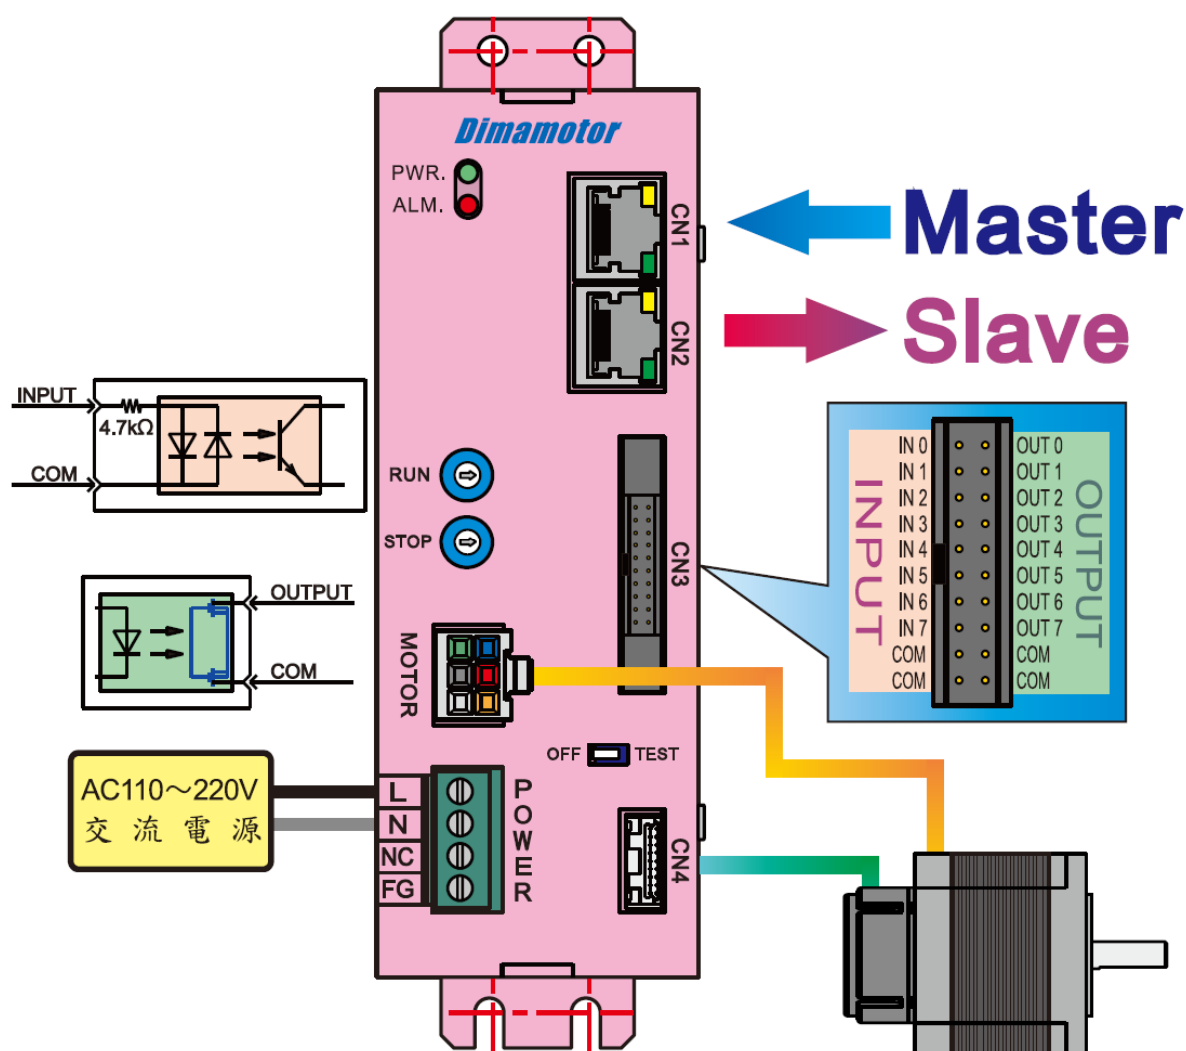 Dimamotor
PWR.
ALM.
CN1
CN2
Master
Slave
INPUT
4.7kΩ
COM
RUN
STOP
CN3
INPUT
IN 0
IN 1
IN 2
IN 3
IN 4
IN 5
IN 6
IN 7
COM
COM
OUT 0
OUT 1
OUT 2
OUT 3
OUT 4
OUT 5
OUT 6
OUT 7
COM
COM
OUTPUT
OUTPUT
COM
MOTOR
OFF
TEST
AC110～220V
交流電源
L
N
NC
FG
POWER
CN4